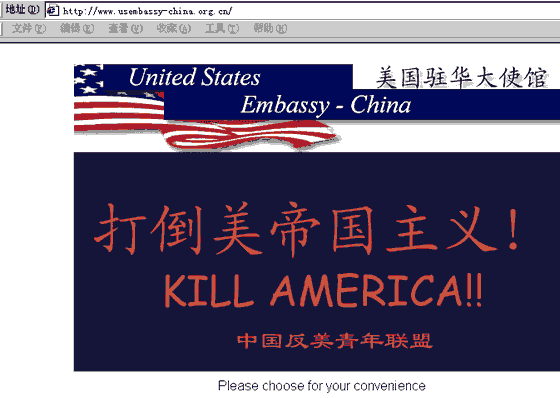 地址(D) http://www.usembassy-china.org.cn/
文件(F) 编辑(E) 查看(V) 收藏(A) 工具(T) 帮助(H)
United States 美国驻华大使馆
Embassy - China
打倒美帝国主义!
KILL AMERICA!!
中国反美青年联盟
Please choose for your convenience